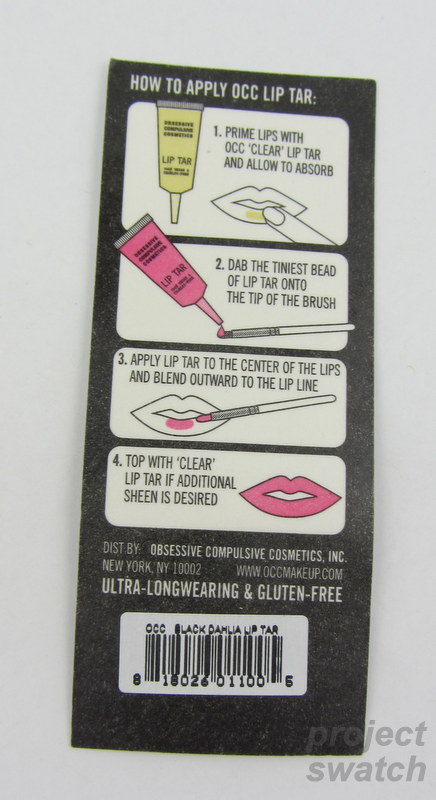 HOW TO APPLY OCC LIP TAR:
OBSESSIVE
COMPULSIVE
COSMETICS
LIP TAR
1. PRIME LIPS WITH
OCC 'CLEAR' LIP TAR
AND ALLOW TO ABSORB
OBSESSIVE
COMPULSIVE
COSMETICS
LIP TAR
2. DAB THE TINIEST BEAD
OF LIP TAR ONTO
THE TIP OF THE BRUSH
3. APPLY LIP TAR TO THE CENTER OF THE LIPS
AND BLEND OUTWARD TO THE LIP LINE
4. TOP WITH 'CLEAR'
LIP TAR IF ADDITIONAL
SHEEN IS DESIRED
DIST BY: OBSESSIVE COMPULSIVE COSMETICS, INC.
NEW YORK, NY 10002 WWW.OCCMAKEUP.COM
ULTRA-LONGWEARING & GLUTEN-FREE
OCC BLACK DAHLIA LIP TAR
8 18026 01100 5
project
swatch